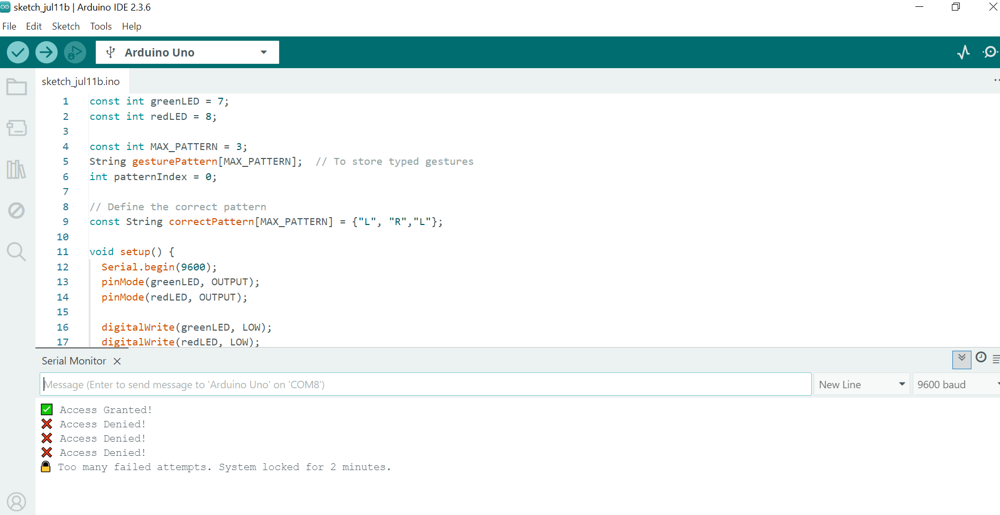 sketch_jul11b | Arduino IDE 2.3.6
File Edit Sketch Tools Help
Arduino Uno
sketch_jul11b.ino
1 const int greenLED = 7;
2 const int redLED = 8;
3
4 const int MAX_PATTERN = 3;
5 String gesturePattern[MAX_PATTERN];  // To store typed gestures
6 int patternIndex = 0;
7
8 // Define the correct pattern
9 const String correctPattern[MAX_PATTERN] = {"L", "R","L"};
10
11 void setup() {
12 Serial.begin(9600);
13 pinMode(greenLED, OUTPUT);
14 pinMode(redLED, OUTPUT);
15
16 digitalWrite(greenLED, LOW);
17 digitalWrite(redLED, LOW);
Serial Monitor
Message (Enter to send message to 'Arduino Uno' on 'COM8') New Line 9600 baud
✅ Access Granted!
❌ Access Denied!
❌ Access Denied!
❌ Access Denied!
🔒 Too many failed attempts. System locked for 2 minutes.